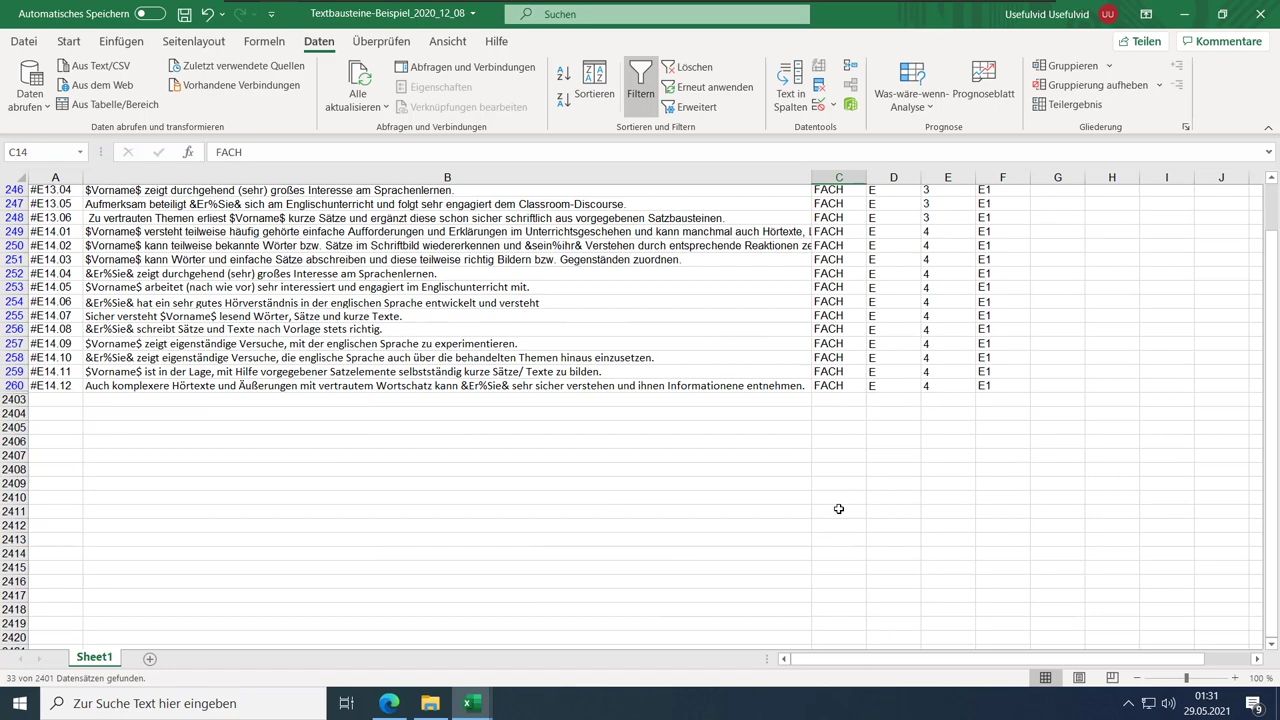 Automatisches Speichern Textbausteine-Beispiel_2020_12_08 Suchen Usefulvid Usefulvid UU
Datei Start Einfügen Seitenlayout Formeln Daten Überprüfen Ansicht Hilfe Teilen Kommentare
Daten abrufen Aus Text/CSV Zuletzt verwendete Quellen Alle aktualisieren Abfragen und Verbindungen Sortieren Filtern Löschen Text in Spalten Was-wäre-wenn-Analyse Prognoseblatt Gruppieren
Aus dem Web Vorhandene Verbindungen Eigenschaften Erneut anwenden Gruppierung aufheben
Aus Tabelle/Bereich Verknüpfungen bearbeiten Erweitert Teilergebnis
Daten abrufen und transformieren Abfragen und Verbindungen Sortieren und Filtern Datentools Prognose Gliederung
C14 fx FACH
A B C D E F G H I J
246 #E13.04 $Vorname$ zeigt durchgehend (sehr) großes Interesse am Sprachenlernen. FACH E 3 E1
247 #E13.05 Aufmerksam beteiligt &Er%Sie& sich am Englischunterricht und folgt sehr engagiert dem Classroom-Discourse. FACH E 3 E1
248 #E13.06 Zu vertrauten Themen erliest $Vorname$ kurze Sätze und ergänzt diese schon sicher schriftlich aus vorgegebenen Satzbausteinen. FACH E 3 E1
249 #E14.01 $Vorname$ versteht teilweise häufig gehörte einfache Aufforderungen und Erklärungen im Unterrichtsgeschehen und kann manchmal auch Hörtexte, FACH E 4 E1
250 #E14.02 $Vorname$ kann teilweise bekannte Wörter bzw. Sätze im Schriftbild wiedererkennen und &sein%ihr& Verstehen durch entsprechende Reaktionen ze FACH E 4 E1
251 #E14.03 $Vorname$ kann Wörter und einfache Sätze abschreiben und diese teilweise richtig Bildern bzw. Gegenständen zuordnen. FACH E 4 E1
252 #E14.04 &Er%Sie& zeigt durchgehend (sehr) großes Interesse am Sprachenlernen. FACH E 4 E1
253 #E14.05 $Vorname$ arbeitet (nach wie vor) sehr interessiert und engagiert im Englischunterricht mit. FACH E 4 E1
254 #E14.06 &Er%Sie& hat ein sehr gutes Hörverständnis in der englischen Sprache entwickelt und versteht FACH E 4 E1
255 #E14.07 Sicher versteht $Vorname$ lesend Wörter, Sätze und kurze Texte. FACH E 4 E1
256 #E14.08 &Er%Sie& schreibt Sätze und Texte nach Vorlage stets richtig. FACH E 4 E1
257 #E14.09 $Vorname$ zeigt eigenständige Versuche, mit der englischen Sprache zu experimentieren. FACH E 4 E1
258 #E14.10 &Er%Sie& zeigt eigenständige Versuche, die englische Sprache auch über die behandelten Themen hinaus einzusetzen. FACH E 4 E1
259 #E14.11 $Vorname$ ist in der Lage, mit Hilfe vorgegebener Satzelemente selbstständig kurze Sätze/ Texte zu bilden. FACH E 4 E1
260 #E14.12 Auch komplexere Hörtexte und Äußerungen mit vertrautem Wortschatz kann &Er%Sie& sehr sicher verstehen und ihnen Informationene entnehmen. FACH E 4 E1
2403
2404
2405
2406
2407
2408
2409
2410
2411
2412
2413
2414
2415
2416
2417
2418
2419
2420
Sheet1
33 von 2401 Datensätzen gefunden. 100 %
Zur Suche Text hier eingeben 01:31
29.05.2021 9